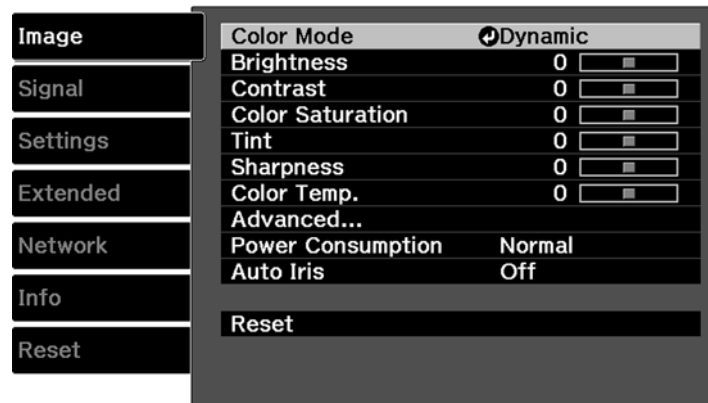 Image
Signal
Settings
Extended
Network
Info
Reset
Color Mode Dynamic
Brightness 0
Contrast 0
Color Saturation 0
Tint 0
Sharpness 0
Color Temp. 0
Advanced...
Power Consumption Normal
Auto Iris Off
Reset